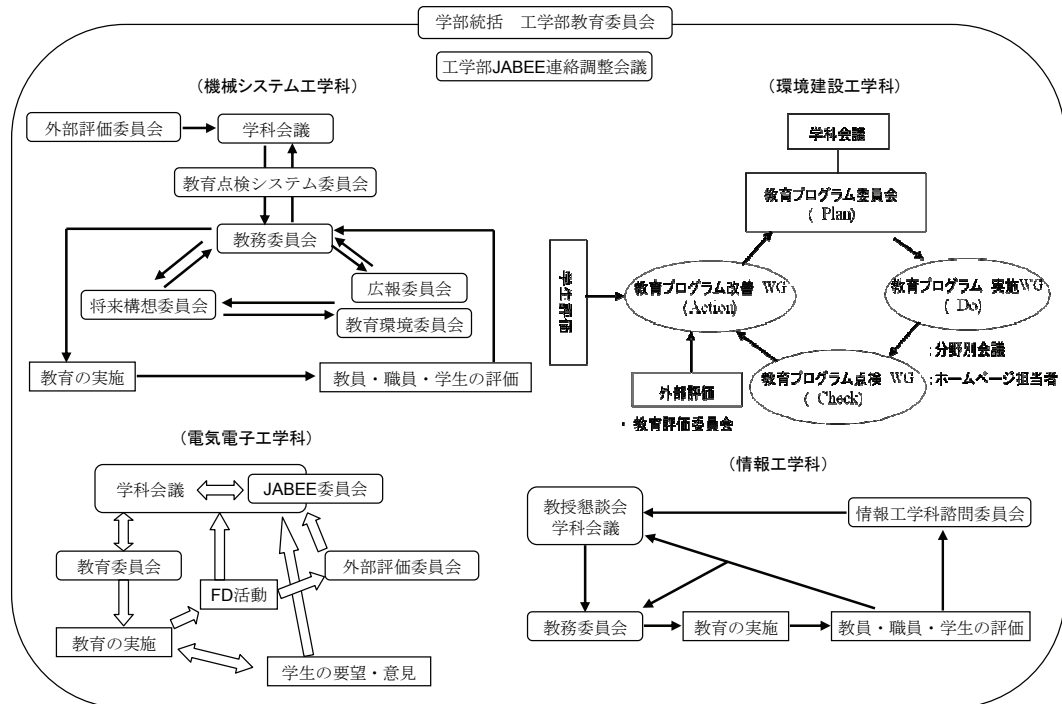 学部統括　工学部教育委員会
工学部JABEE連絡調整会議
(機械システム工学科)
外部評価委員会
学科会議
教育点検システム委員会
教務委員会
広報委員会
将来構想委員会
教育環境委員会
教育の実施
教員・職員・学生の評価
(環境建設工学科)
学科会議
教育プログラム委員会
( Plan)
学生評価
教育プログラム改善 WG
(Action)
教育プログラム 実施WG
( Do)
:分野別会議
教育プログラム点検 WG
( Check)
:ホームページ担当者
外部評価
・教育評価委員会
(電気電子工学科)
学科会議
JABEE委員会
教育委員会
外部評価委員会
FD活動
教育の実施
学生の要望・意見
(情報工学科)
教授懇談会
学科会議
情報工学科諮問委員会
教務委員会
教育の実施
教員・職員・学生の評価